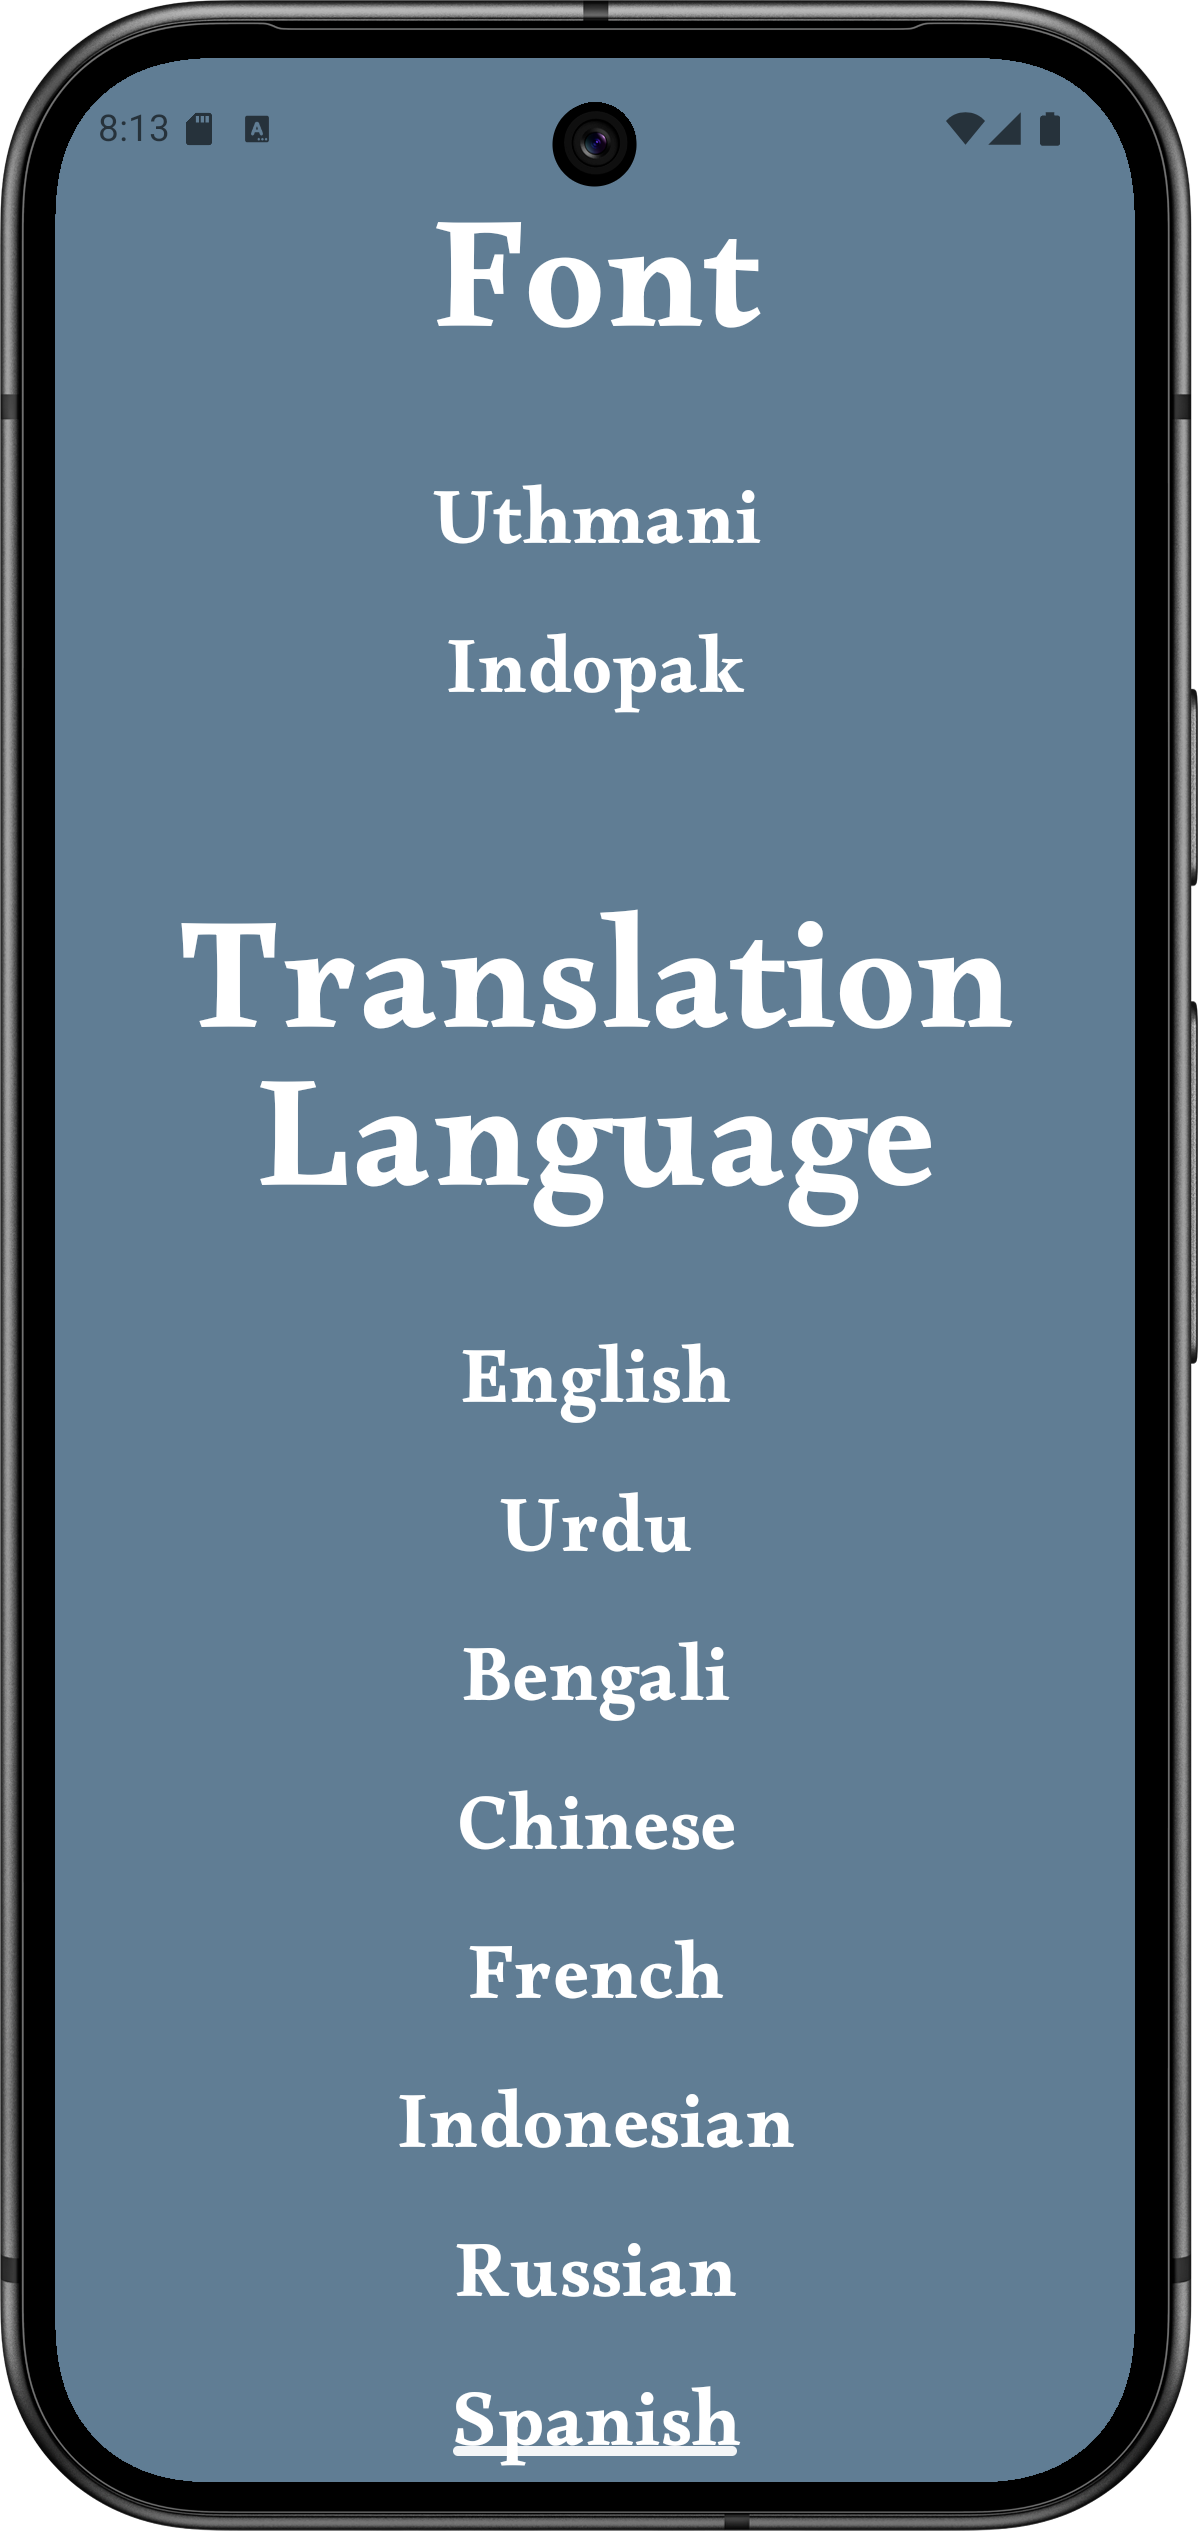 8:13
Font
Uthmani
Indopak
Translation
Language
English
Urdu
Bengali
Chinese
French
Indonesian
Russian
Spanish